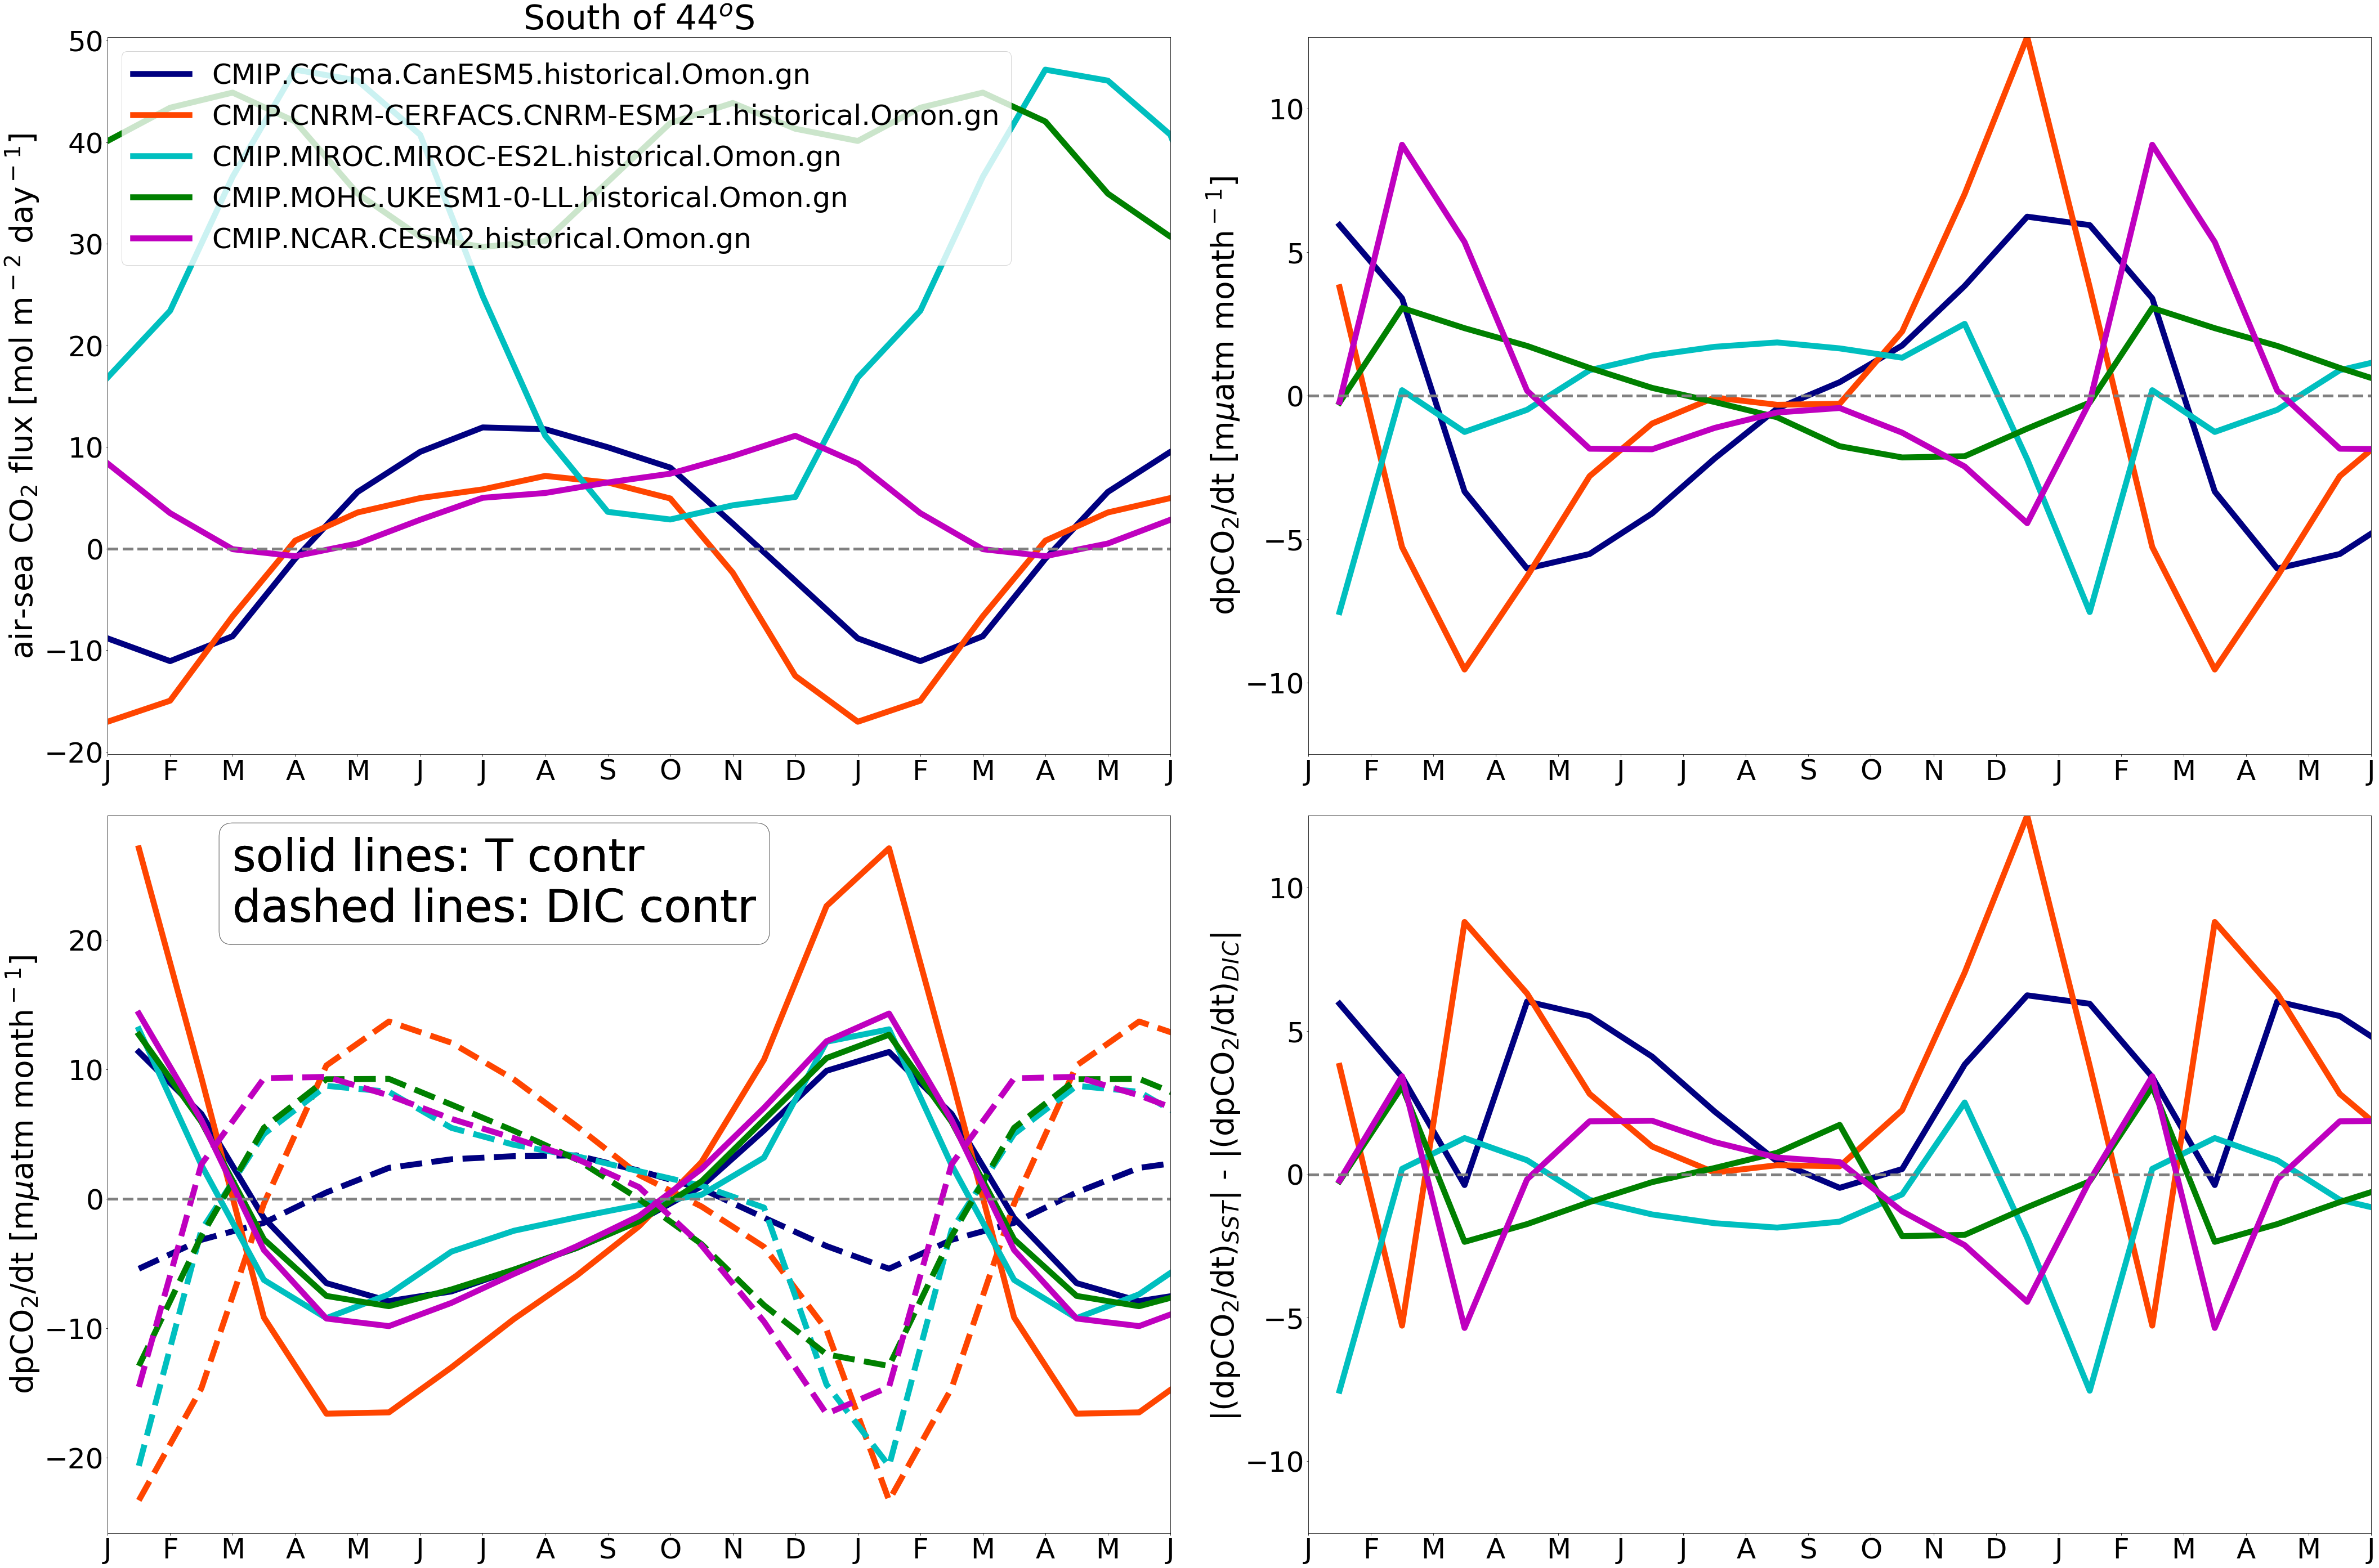 South of 44°S
air-sea CO₂ flux [mol m⁻² day⁻¹]
50
40
30
20
10
0
−10
−20
CMIP.CCCma.CanESM5.historical.Omon.gn
CMIP.CNRM-CERFACS.CNRM-ESM2-1.historical.Omon.gn
CMIP.MIROC.MIROC-ES2L.historical.Omon.gn
CMIP.MOHC.UKESM1-0-LL.historical.Omon.gn
CMIP.NCAR.CESM2.historical.Omon.gn
J F M A M J J A S O N D J F M A M J
dpCO₂/dt [mμatm month⁻¹]
10
5
0
−5
−10
J F M A M J J A S O N D J F M A M J
dpCO₂/dt [mμatm month⁻¹]
20
10
0
−10
−20
solid lines: T contr
dashed lines: DIC contr
J F M A M J J A S O N D J F M A M J
|(dpCO₂/dt)SST| - |(dpCO₂/dt)DIC|
10
5
0
−5
−10
J F M A M J J A S O N D J F M A M J